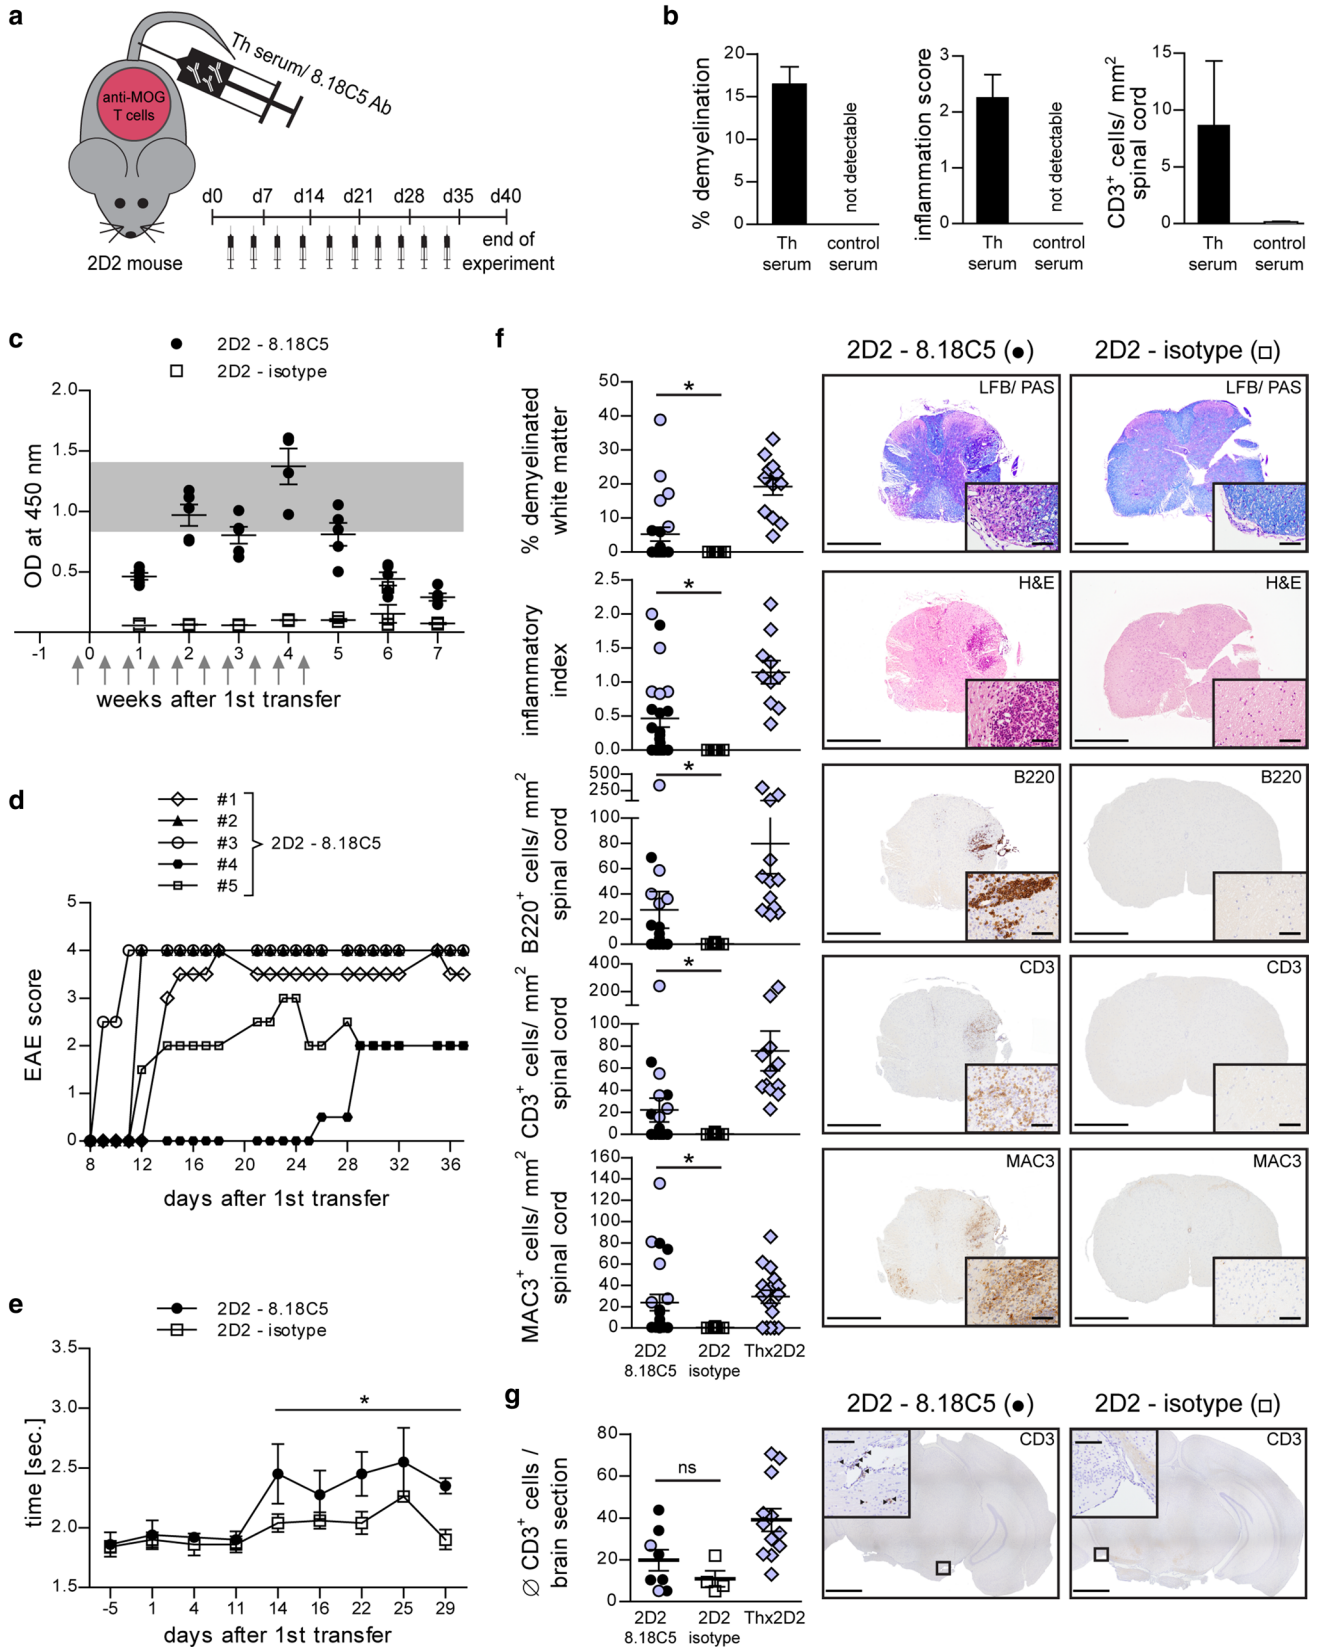 a
Th serum/ 8.18C5 Ab
anti-MOG
T cells
2D2 mouse
d0 d7 d14 d21 d28 d35 d40
end of
experiment
b
% demyelination
20
15
10
5
0
not detectable
Th
serum
control
serum
inflammation score
3
2
1
0
not detectable
Th
serum
control
serum
CD3+ cells/ mm2
spinal cord
15
10
5
0
Th
serum
control
serum
c
2D2 - 8.18C5
2D2 - isotype
OD at 450 nm
2.0
1.5
1.0
0.5
-1 0 1 2 3 4 5 6 7
weeks after 1st transfer
d
#1
#2
#3
#4
#5
2D2 - 8.18C5
EAE score
5
4
3
2
1
0
8 12 16 20 24 28 32 36
days after 1st transfer
e
2D2 - 8.18C5
2D2 - isotype
time [sec.]
3.5
3.0
2.5
2.0
1.5
*
-5 1 4 11 14 16 22 25 29
days after 1st transfer
f
2D2 - 8.18C5 (●)
2D2 - isotype (□)
% demyelinated
white matter
50
40
30
20
10
0
*
LFB/ PAS
LFB/ PAS
inflammatory
index
2.5
2.0
1.5
1.0
0.5
0.0
*
H&E
H&E
B220+ cells/ mm2
spinal cord
500
250
100
80
60
40
20
0
*
B220
B220
CD3+ cells/ mm2
spinal cord
400
200
100
80
60
40
20
0
*
CD3
CD3
MAC3+ cells/ mm2
spinal cord
160
140
120
100
80
60
40
20
0
*
MAC3
MAC3
2D2
8.18C5
2D2
isotype
Thx2D2
g
2D2 - 8.18C5 (●)
2D2 - isotype (□)
Ø CD3+ cells /
brain section
80
60
40
20
0
ns
2D2
8.18C5
2D2
isotype
Thx2D2
CD3
CD3